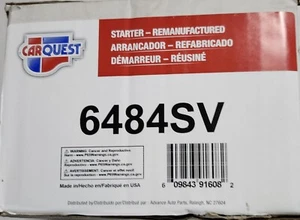 CARQUEST
STARTER – REMANUFACTURED
ARRANCADOR – REFABRICADO
DÉMARREUR – RÉUSINÉ
6484SV
WARNING: Cancer and Reproductive
Harm - www.P65Warnings.ca.gov
ADVERTENCIA: Cáncer y Daño
Reproductivo - www.P65Warnings.ca.gov
AVERTISSEMENT: Cancer et effet nocif
sur la reproduction - www.P65Warnings.ca.gov
Made in/Hecho en/Fabriqué en USA
6 09843 91608 2
Distributed by/Distribuido por/Distribué par : Advance Auto Parts, Raleigh, NC 27604